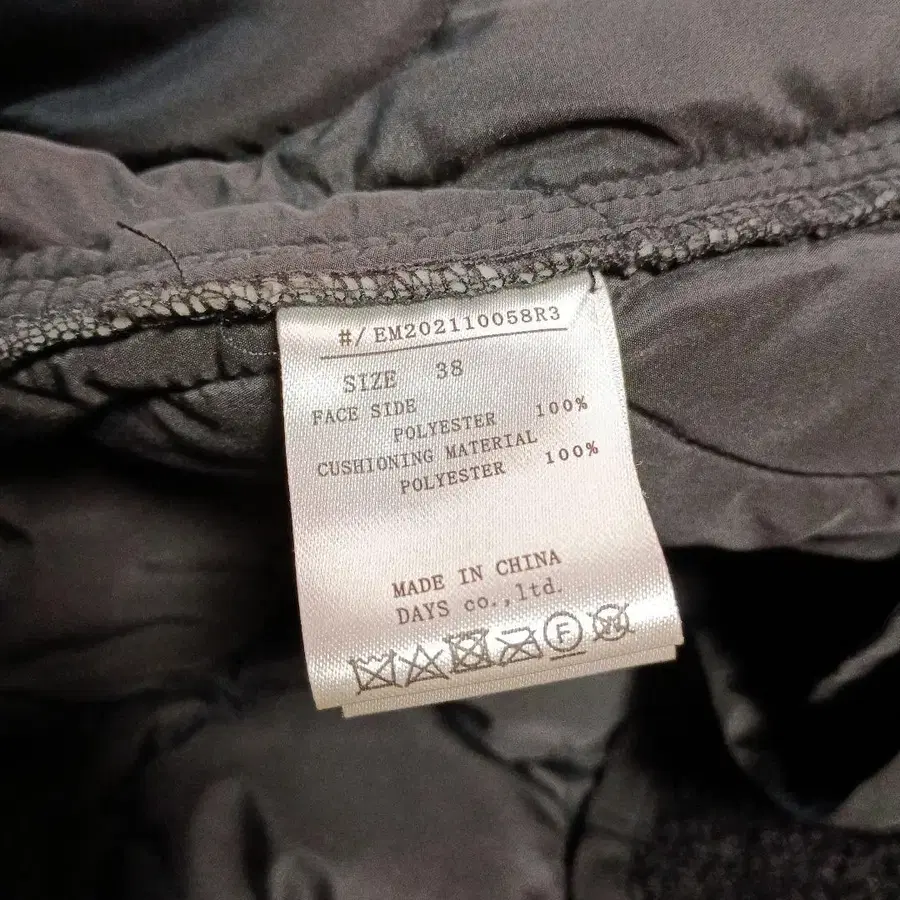 #/EM202110058R3
SIZE 38
FACE SIDE
POLYESTER 100%
CUSHIONING MATERIAL
POLYESTER 100%
MADE IN CHINA
DAYS co.,ltd.
F
W